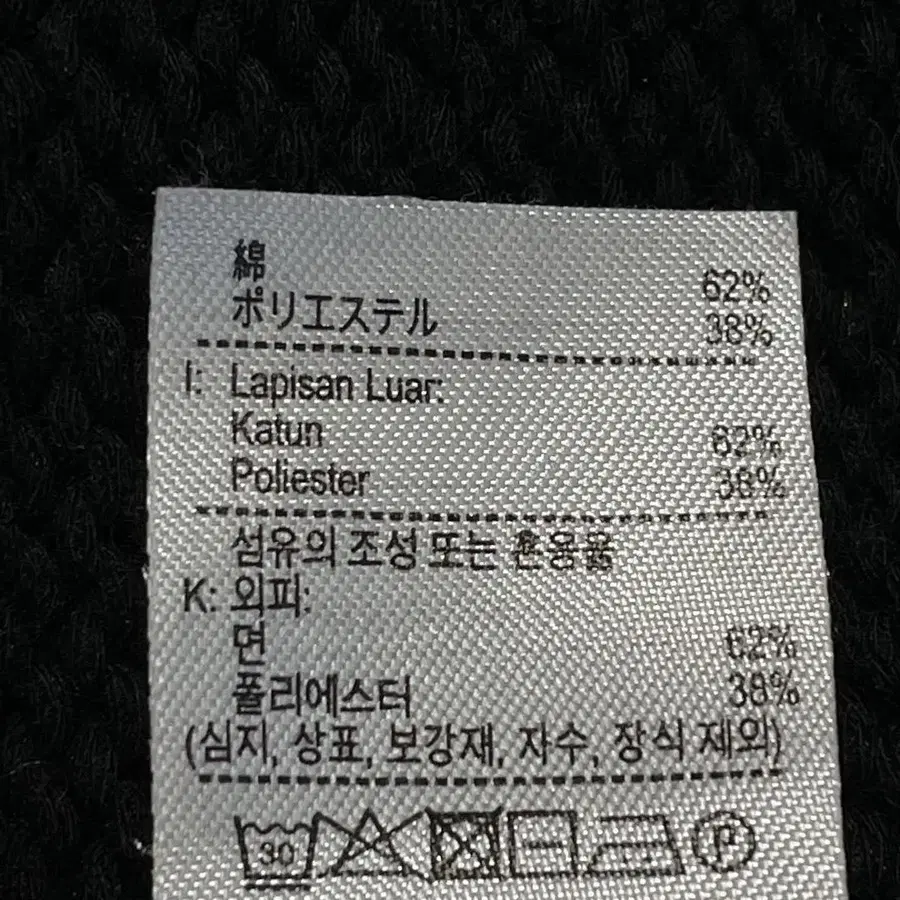 綿 62%
ポリエステル 38%
I: Lapisan Luar:
Katun 62%
Poliester 38%
섬유의 조성 또는 혼용율
K: 외피:
면 62%
폴리에스터 38%
(심지, 상표, 보강재, 자수, 장식 제외)
30 P